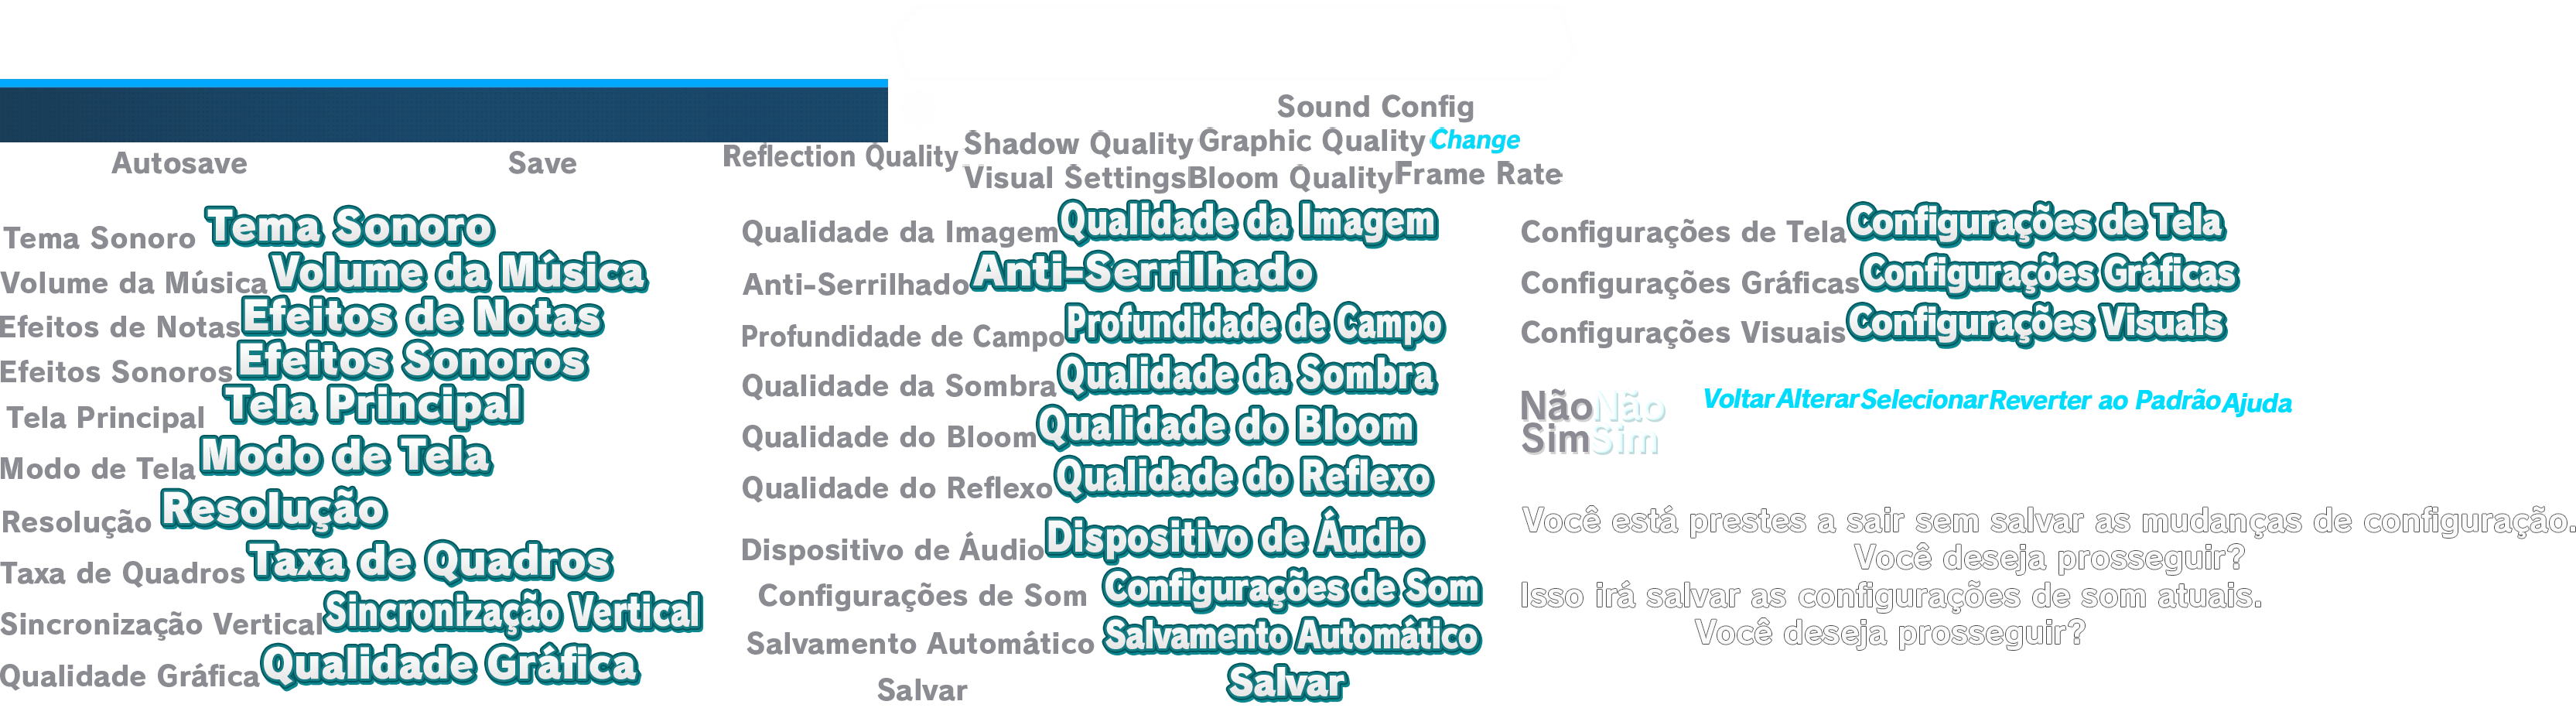 Sound Config
Shadow Quality Graphic Quality Change
Autosave Save Reflection Quality
Visual Settings Bloom Quality Frame Rate
Tema Sonoro Tema Sonoro
Volume da Música Volume da Música
Efeitos de Notas Efeitos de Notas
Efeitos Sonoros Efeitos Sonoros
Tela Principal Tela Principal
Modo de Tela Modo de Tela
Resolução Resolução
Taxa de Quadros Taxa de Quadros
Sincronização Vertical Sincronização Vertical
Qualidade Gráfica Qualidade Gráfica
Qualidade da Imagem Qualidade da Imagem
Anti-Serrilhado Anti-Serrilhado
Profundidade de Campo Profundidade de Campo
Qualidade da Sombra Qualidade da Sombra
Qualidade do Bloom Qualidade do Bloom
Qualidade do Reflexo Qualidade do Reflexo
Dispositivo de Áudio Dispositivo de Áudio
Configurações de Som Configurações de Som
Salvamento Automático Salvamento Automático
Salvar Salvar
Configurações de Tela Configurações de Tela
Configurações Gráficas Configurações Gráficas
Configurações Visuais Configurações Visuais
Não Não
Sim Sim
Voltar Alterar Selecionar Reverter ao Padrão Ajuda
Você está prestes a sair sem salvar as mudanças de configuração.
Você deseja prosseguir?
Isso irá salvar as configurações de som atuais.
Você deseja prosseguir?